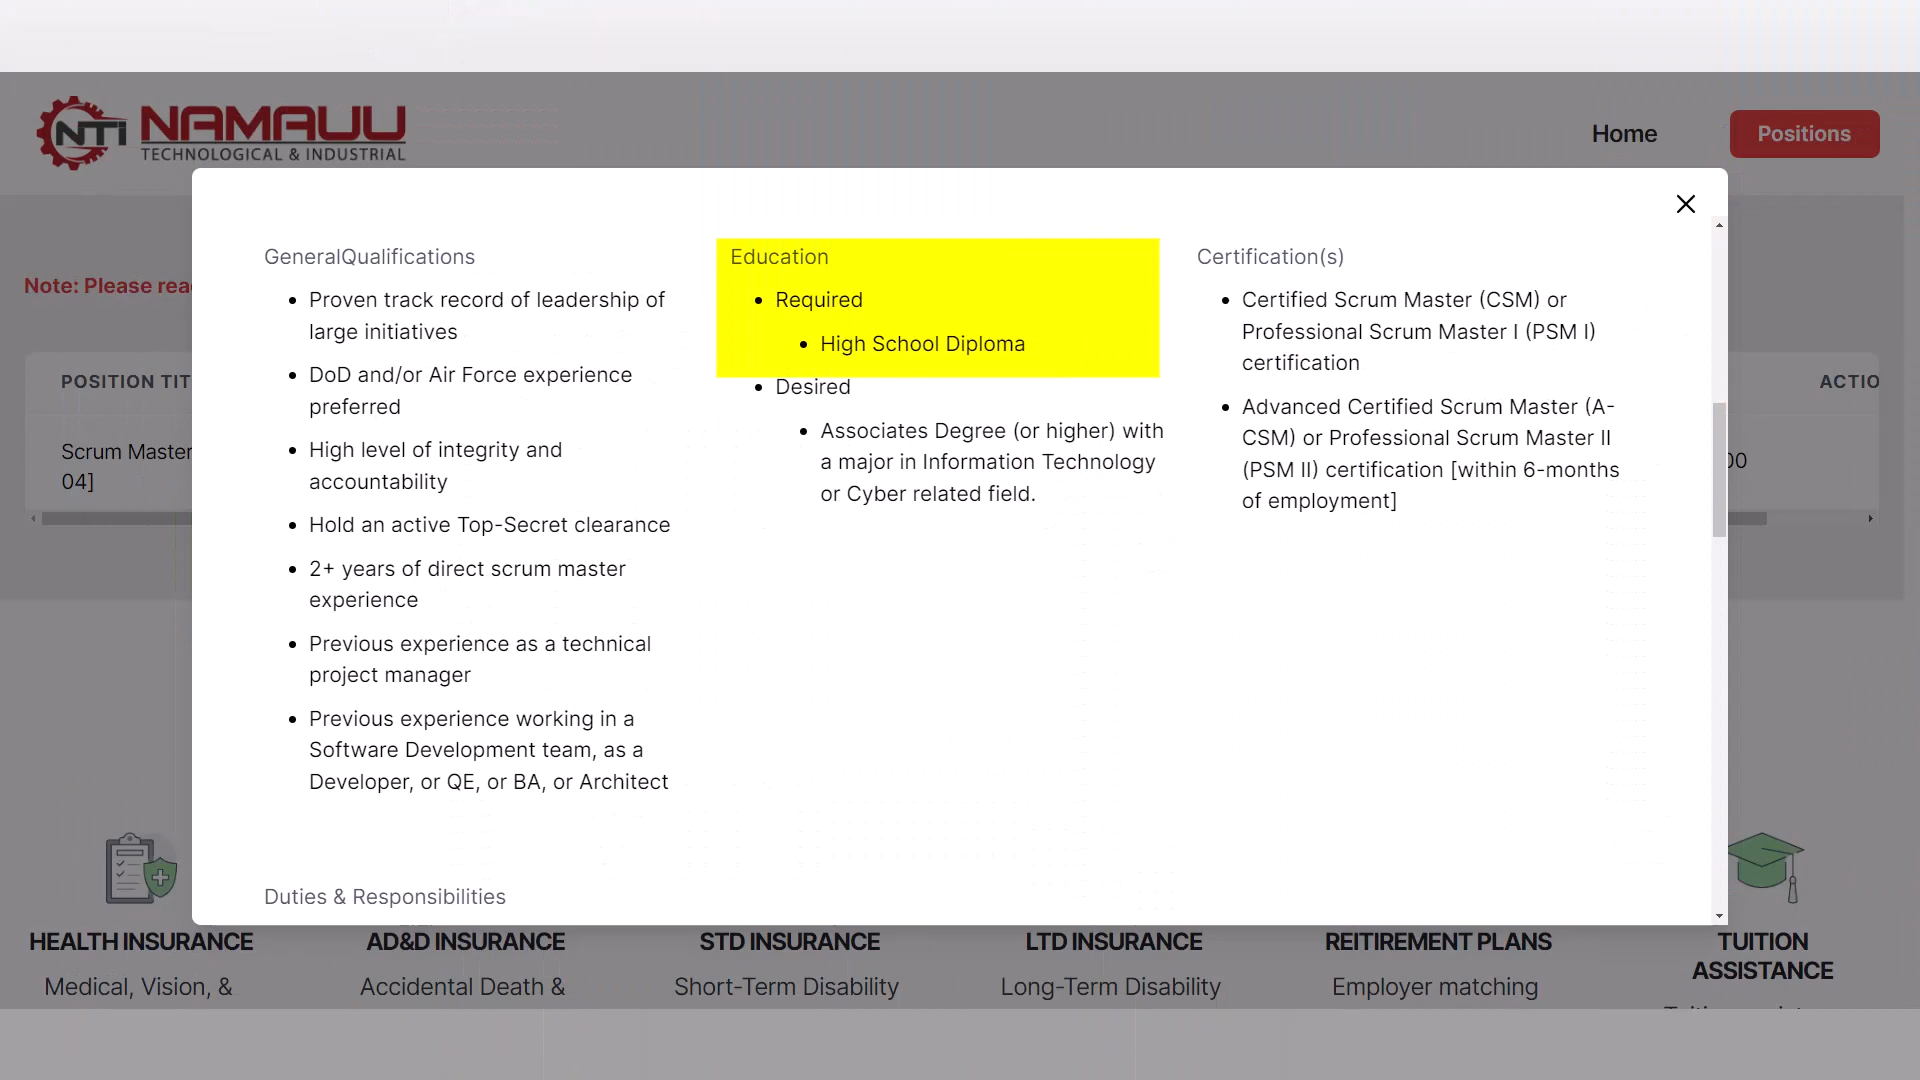 NTI NAMAUU
TECHNOLOGICAL & INDUSTRIAL
Home
Positions
Note: Please rea
POSITION TIT
ACTIO
Scrum Master
04]
00
GeneralQualifications
Proven track record of leadership of
large initiatives
DoD and/or Air Force experience
preferred
High level of integrity and
accountability
Hold an active Top-Secret clearance
2+ years of direct scrum master
experience
Previous experience as a technical
project manager
Previous experience working in a
Software Development team, as a
Developer, or QE, or BA, or Architect
Education
Required
High School Diploma
Desired
Associates Degree (or higher) with
a major in Information Technology
or Cyber related field.
Certification(s)
Certified Scrum Master (CSM) or
Professional Scrum Master I (PSM I)
certification
Advanced Certified Scrum Master (A-
CSM) or Professional Scrum Master II
(PSM II) certification [within 6-months
of employment]
Duties & Responsibilities
HEALTH INSURANCE
Medical, Vision, &
AD&D INSURANCE
Accidental Death &
STD INSURANCE
Short-Term Disability
LTD INSURANCE
Long-Term Disability
REITIREMENT PLANS
Employer matching
TUITION
ASSISTANCE